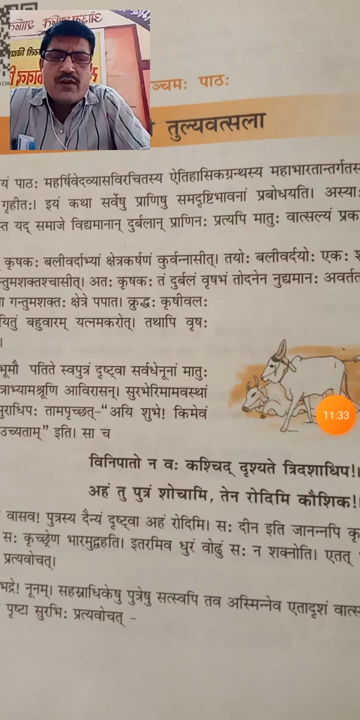 ञ्चमः पाठः
तुल्यवत्सला
यं पाठः महर्षिवेदव्यासविरचितस्य ऐतिहासिकग्रन्थस्य महाभारतान्तर्गतस
गृहीतः। इयं कथा सर्वेषु प्राणिषु समदृष्टिभावनां प्रबोधयति। अस्याः
स्त यद् समाजे विद्यमानान् दुर्बलान् प्राणिनः प्रत्यपि मातुः वात्सल्यं प्रक
कृषकः बलीवर्दाभ्यां क्षेत्रकर्षणं कुर्वन्नासीत्। तयोः बलीवर्दयोः एकः श
न्तुमशक्तश्चासीत्। अतः कृषकः तं दुर्बलं वृषभं तोदनेन नुद्यमानः अवर्तत
ा गन्तुमशक्तः क्षेत्रे पपात। क्रुद्धः कृषीवलः
यितुं बहुवारम् यत्नमकरोत्। तथापि वृषः
।
भूमौ पतिते स्वपुत्रं दृष्ट्वा सर्वधेनूनां मातुः
त्राभ्यामश्रूणि आविरासन्। सुरभेरिमामवस्थां
सुराधिपः तामपृच्छत्-“अयि शुभे! किमेवं
उच्यताम्” इति। सा च
11:33
विनिपातो न वः कश्चिद् दृश्यते त्रिदशाधिप!।
अहं तु पुत्रं शोचामि, तेन रोदिमि कौशिक!।
वासव! पुत्रस्य दैन्यं दृष्ट्वा अहं रोदिमि। सः दीन इति जानन्नपि कृ
सः कृच्छ्रेण भारमुद्वहति। इतरमिव धुरं वोढुं सः न शक्नोति। एतत्
प्रत्यवोचत्।
भद्रे! नूनम्। सहस्राधिकेषु पुत्रेषु सत्स्वपि तव अस्मिन्नेव एतादृशं वात्स
पृष्टा सुरभिः प्रत्यवोचत् -